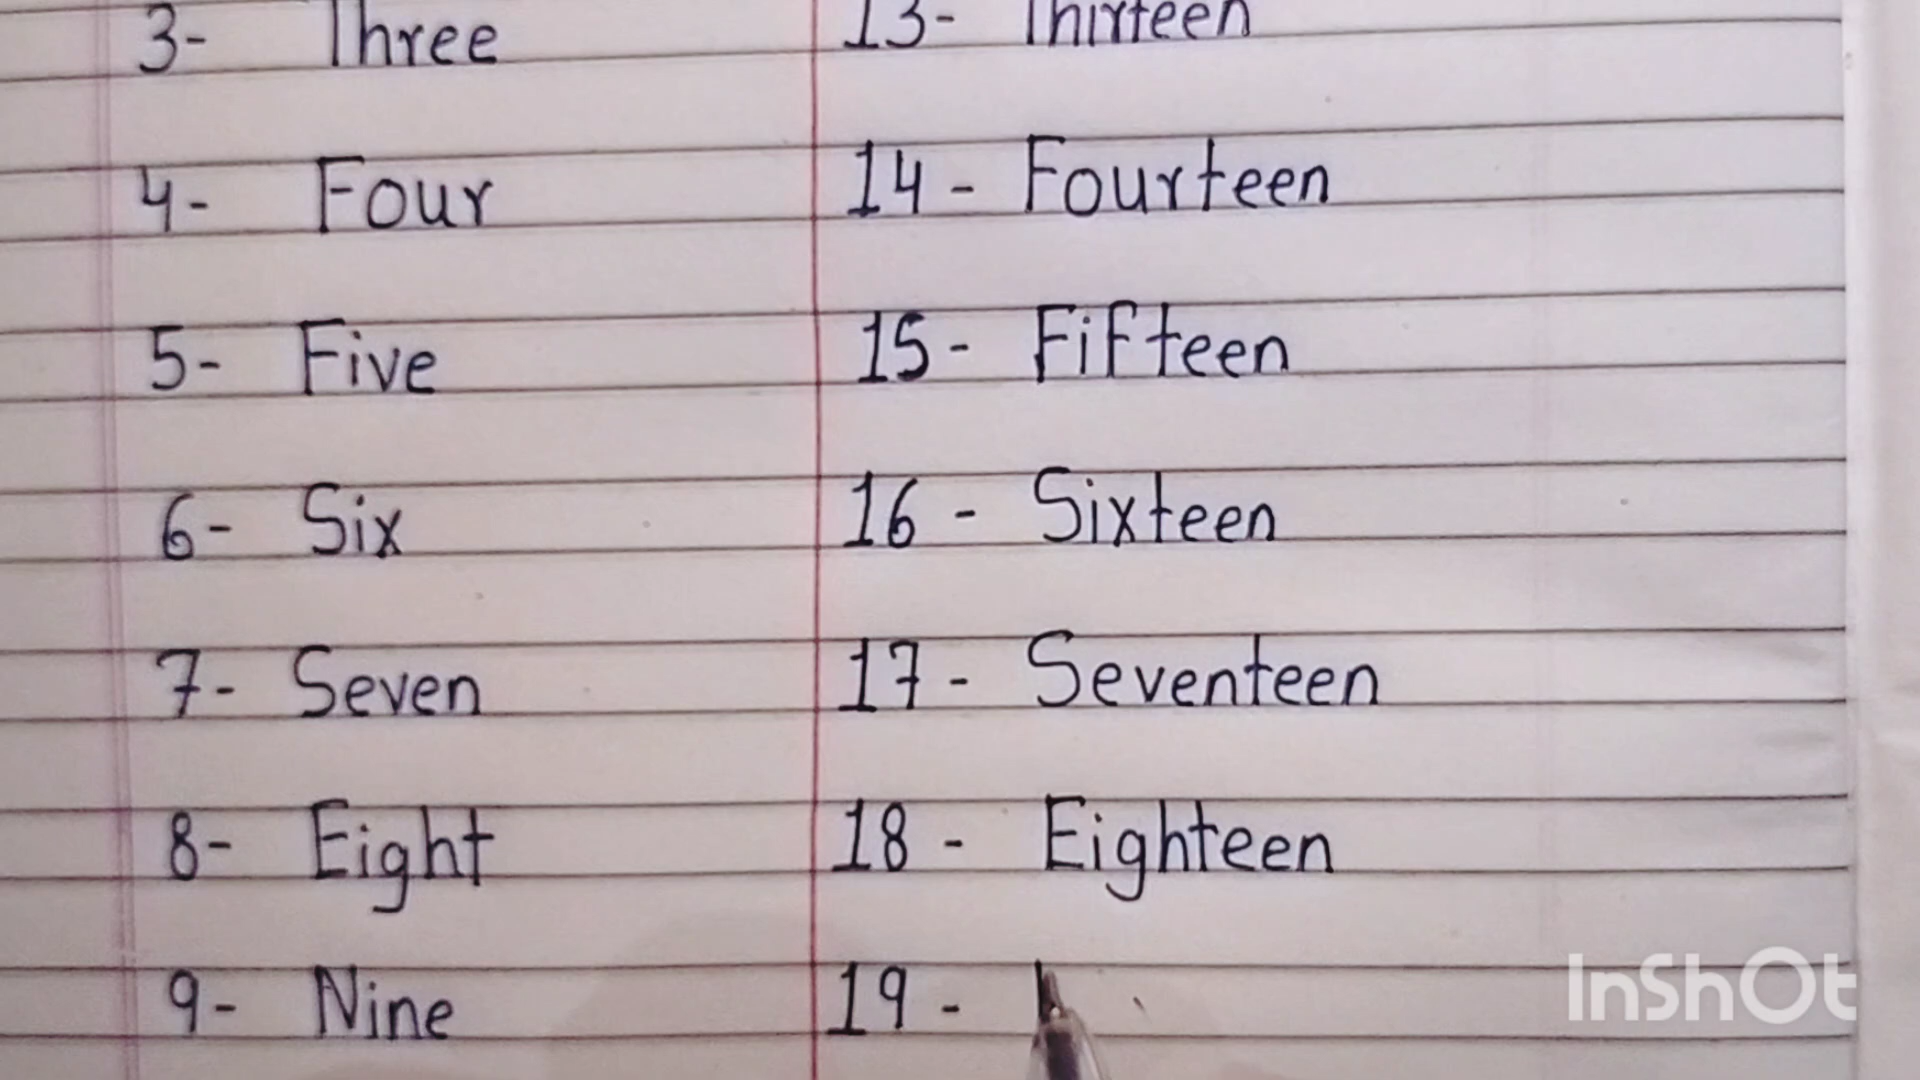 3- Three
13- Thirteen
4- Four
14 - Fourteen
5- Five
15 - Fifteen
6- Six
16 - Sixteen
7- Seven
17 - Seventeen
8- Eight
18 - Eighteen
9- Nine
19 -
InShOt